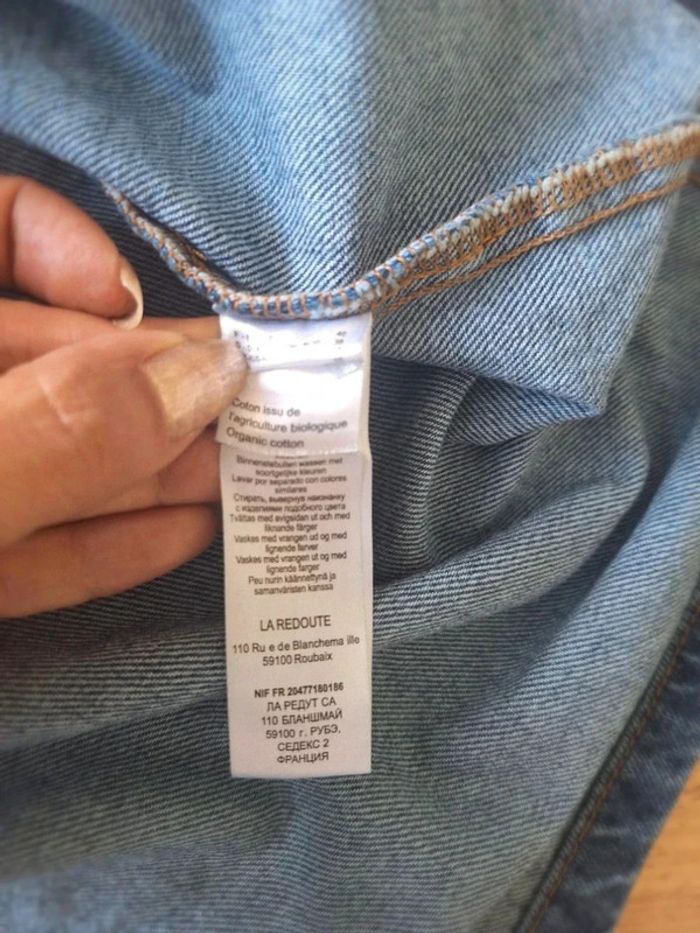 Coton issu de
l'agriculture biologique
Organic cotton
Binnenstebuiten wassen met
soortgelijke kleuren
Lavar por separado con colores
similares
Стирать, вывернув наизнанку
с изделиями подобного цвета
Tvättas med avigsidan ut och med
liknande färger
Vaskes med vrangen ud og med
lignende farver
Vaskes med vrangen ut og med
lignende farger
Peu nurin käännettynä ja
samanväristen kanssa
LA REDOUTE
110 Ru e de Blanchema ille
59100 Roubaix
NIF FR 20477180186
ЛА РЕДУТ СА
110 БЛАНШМАЙ
59100 г. РУБЭ,
СЕДЕКС 2
ФРАНЦИЯ